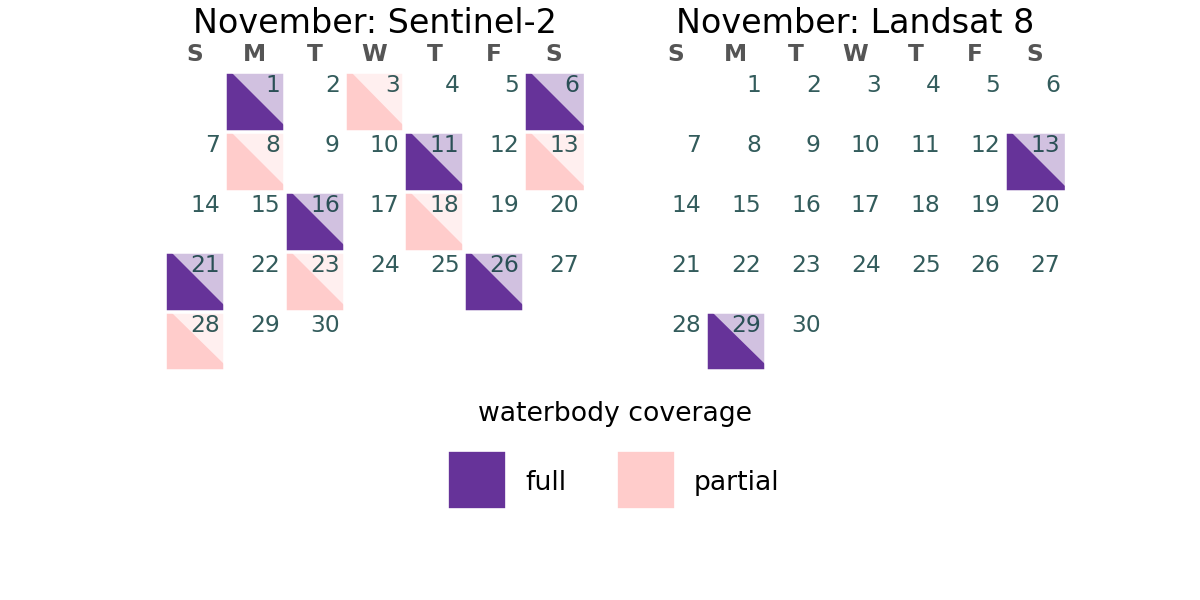 November: Sentinel-2
S M T W T F S
1 2 3 4 5 6
7 8 9 10 11 12 13
14 15 16 17 18 19 20
21 22 23 24 25 26 27
28 29 30
November: Landsat 8
S M T W T F S
1 2 3 4 5 6
7 8 9 10 11 12 13
14 15 16 17 18 19 20
21 22 23 24 25 26 27
28 29 30
waterbody coverage
full
partial